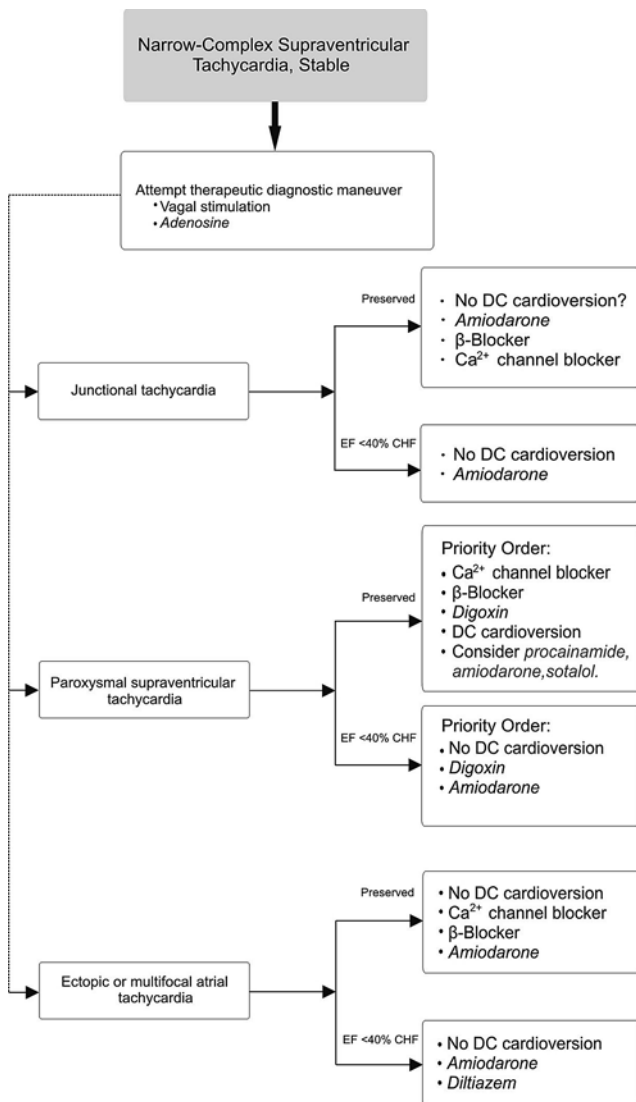 Narrow-Complex Supraventricular
Tachycardia, Stable
Attempt therapeutic diagnostic maneuver
• Vagal stimulation
• Adenosine
Junctional tachycardia
Preserved
· No DC cardioversion?
· Amiodarone
· β-Blocker
· Ca²⁺ channel blocker
EF <40% CHF
· No DC cardioversion
· Amiodarone
Paroxysmal supraventricular
tachycardia
Preserved
Priority Order:
• Ca²⁺ channel blocker
• β-Blocker
• Digoxin
• DC cardioversion
• Consider procainamide,
amiodarone,sotalol.
EF <40% CHF
Priority Order:
• No DC cardioversion
• Digoxin
• Amiodarone
Ectopic or multifocal atrial
tachycardia
Preserved
• No DC cardioversion
• Ca²⁺ channel blocker
• β-Blocker
• Amiodarone
EF <40% CHF
• No DC cardioversion
• Amiodarone
• Diltiazem